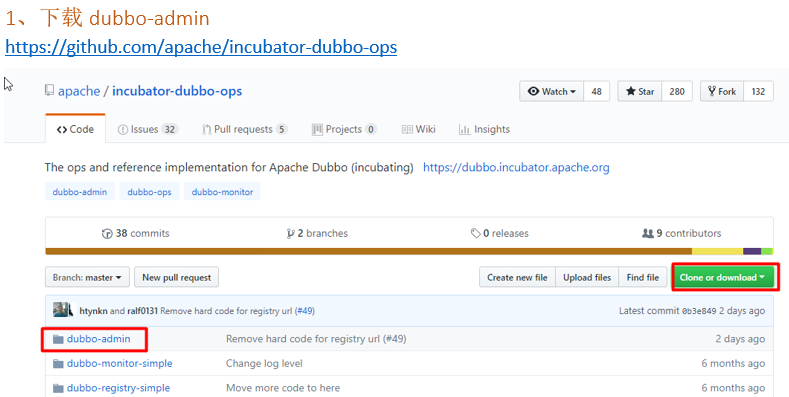 1、下载 dubbo-admin
https://github.com/apache/incubator-dubbo-ops
apache / incubator-dubbo-ops
Watch 48 Star 280 Fork 132
Code Issues 32 Pull requests 5 Projects 0 Wiki Insights
The ops and reference implementation for Apache Dubbo (incubating) https://dubbo.incubator.apache.org
dubbo-admin dubbo-ops dubbo-monitor
38 commits 2 branches 0 releases 9 contributors
Branch: master New pull request Create new file Upload files Find file Clone or download
htynkn and ralf0131 Remove hard code for registry url (#49) Latest commit 0b3e849 2 days ago
dubbo-admin Remove hard code for registry url (#49) 2 days ago
dubbo-monitor-simple Change log level 6 months ago
dubbo-registry-simple Move more code to here 6 months ago